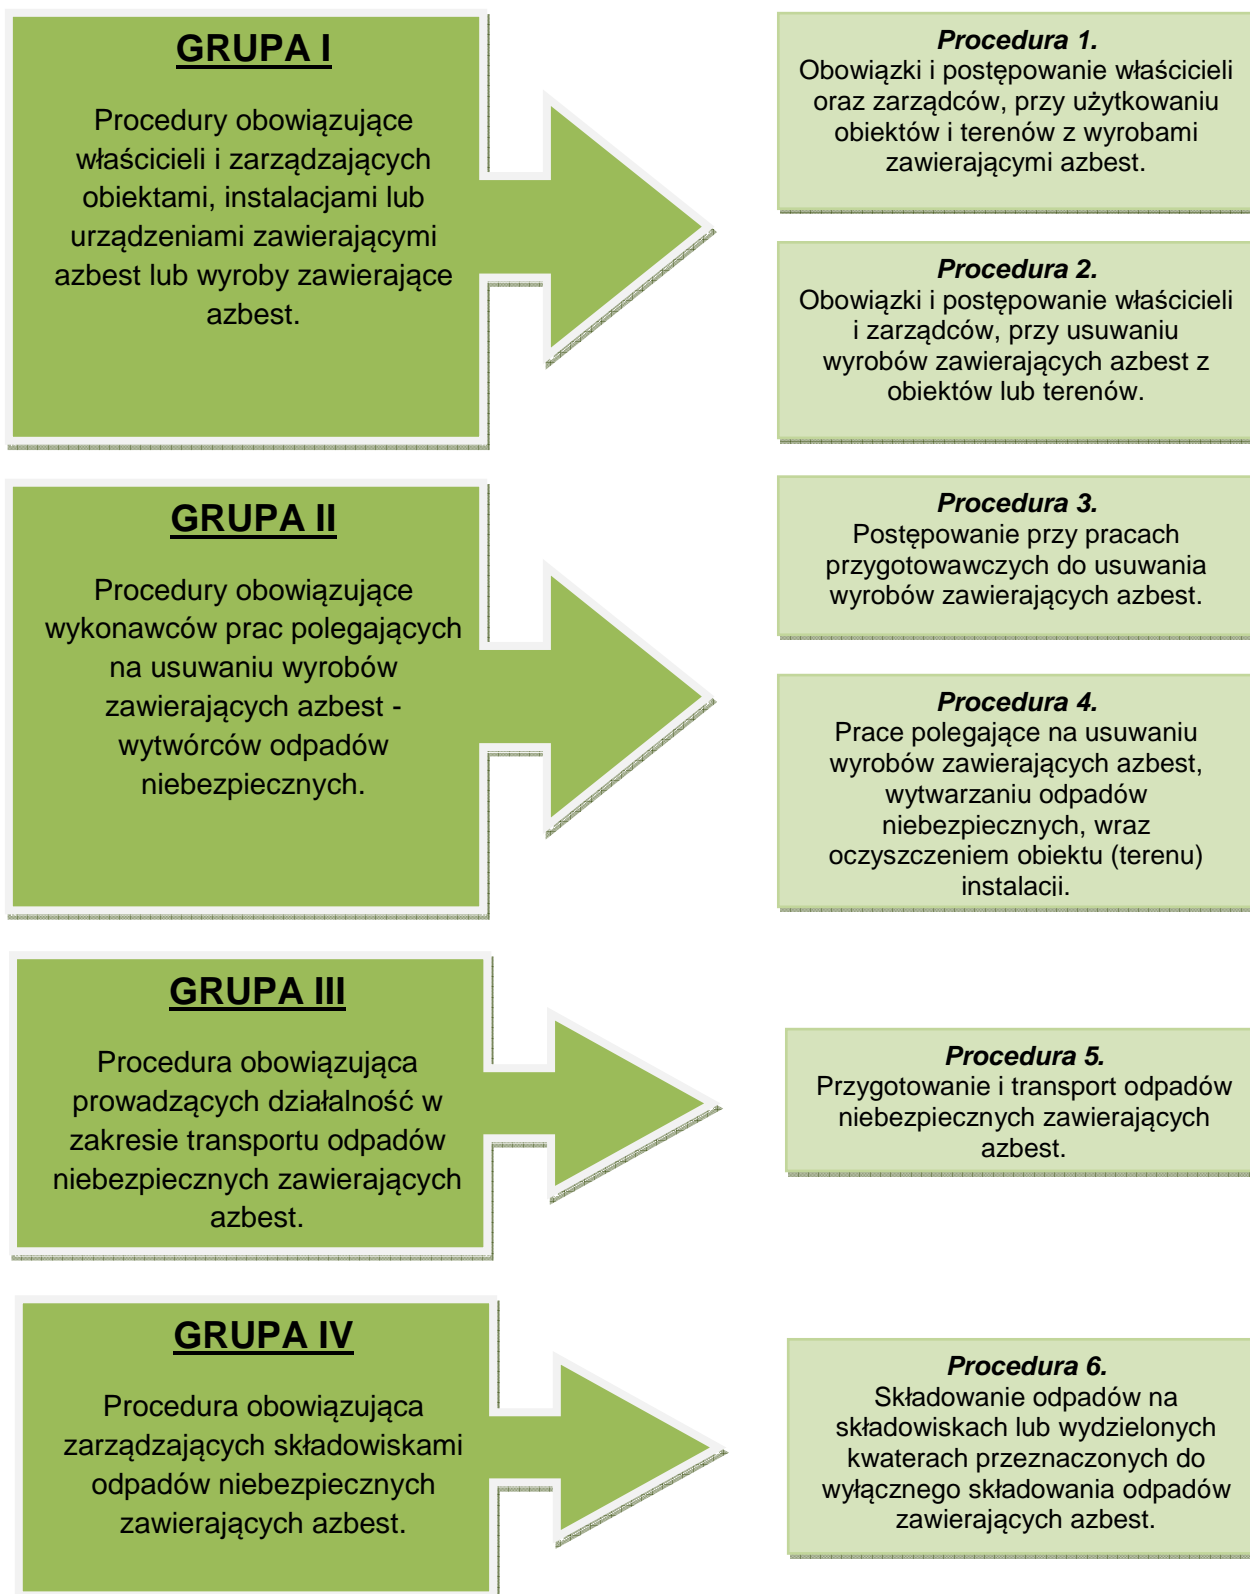 GRUPA I
Procedury obowiązujące
właścicieli i zarządzających
obiektami, instalacjami lub
urządzeniami zawierającymi
azbest lub wyroby zawierające
azbest.
Procedura 1.
Obowiązki i postępowanie właścicieli
oraz zarządców, przy użytkowaniu
obiektów i terenów z wyrobami
zawierającymi azbest.
Procedura 2.
Obowiązki i postępowanie właścicieli
i zarządców, przy usuwaniu
wyrobów zawierających azbest z
obiektów lub terenów.
GRUPA II
Procedury obowiązujące
wykonawców prac polegających
na usuwaniu wyrobów
zawierających azbest -
wytwórców odpadów
niebezpiecznych.
Procedura 3.
Postępowanie przy pracach
przygotowawczych do usuwania
wyrobów zawierających azbest.
Procedura 4.
Prace polegające na usuwaniu
wyrobów zawierających azbest,
wytwarzaniu odpadów
niebezpiecznych, wraz
oczyszczeniem obiektu (terenu)
instalacji.
GRUPA III
Procedura obowiązująca
prowadzących działalność w
zakresie transportu odpadów
niebezpiecznych zawierających
azbest.
Procedura 5.
Przygotowanie i transport odpadów
niebezpiecznych zawierających
azbest.
GRUPA IV
Procedura obowiązująca
zarządzających składowiskami
odpadów niebezpiecznych
zawierających azbest.
Procedura 6.
Składowanie odpadów na
składowiskach lub wydzielonych
kwaterach przeznaczonych do
wyłącznego składowania odpadów
zawierających azbest.